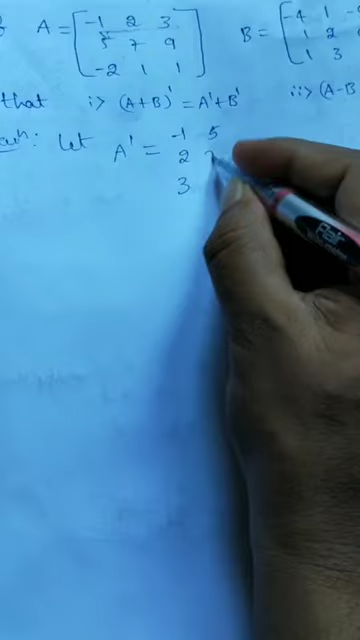 A = [ -1 2 3 B = [ -4 1
5 7 9 1 2
-2 1 1 ] 1 3
that i> (A+B)' = A'+B' ii> (A-B
Let A' = -1 5
2
3
Flair